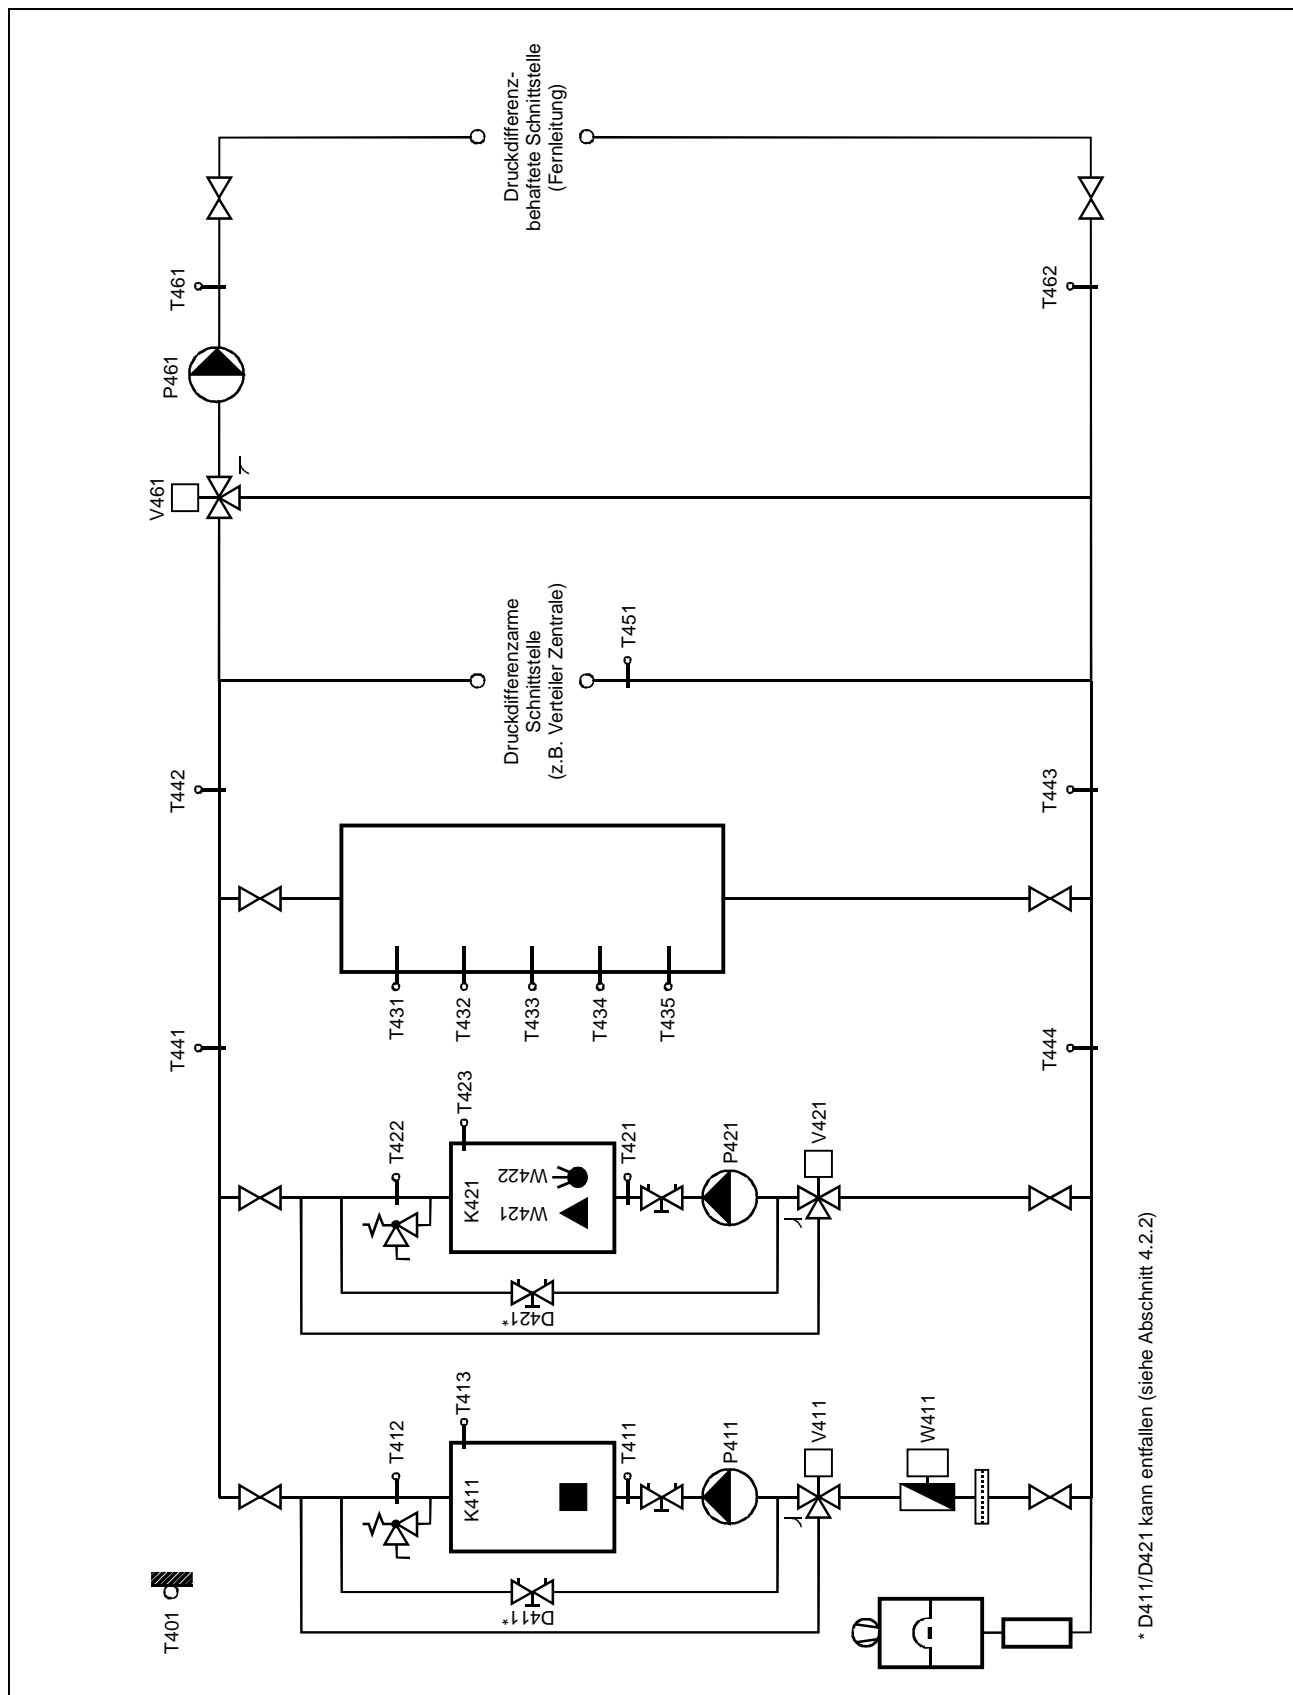 T401
T441
T442
V461
P461
T461
Druckdifferenz-
behaftete Schnittstelle
(Fernleitung)
Druckdifferenzarme
Schnittstelle
(z.B. Verteiler Zentrale)
T451
T412
T413
K411
T411
P411
V411
W411
D411*
T422
T423
K421
W421
W422
T421
P421
V421
D421*
T431
T432
T433
T434
T435
T444
T443
T462
* D411/D421 kann entfallen (siehe Abschnitt 4.2.2)